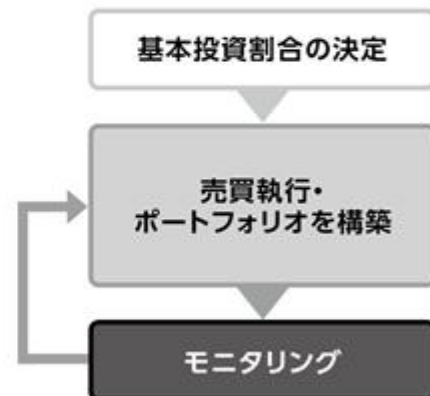 基本投資割合の決定
売買執行・
ポートフォリオを構築
モニタリング